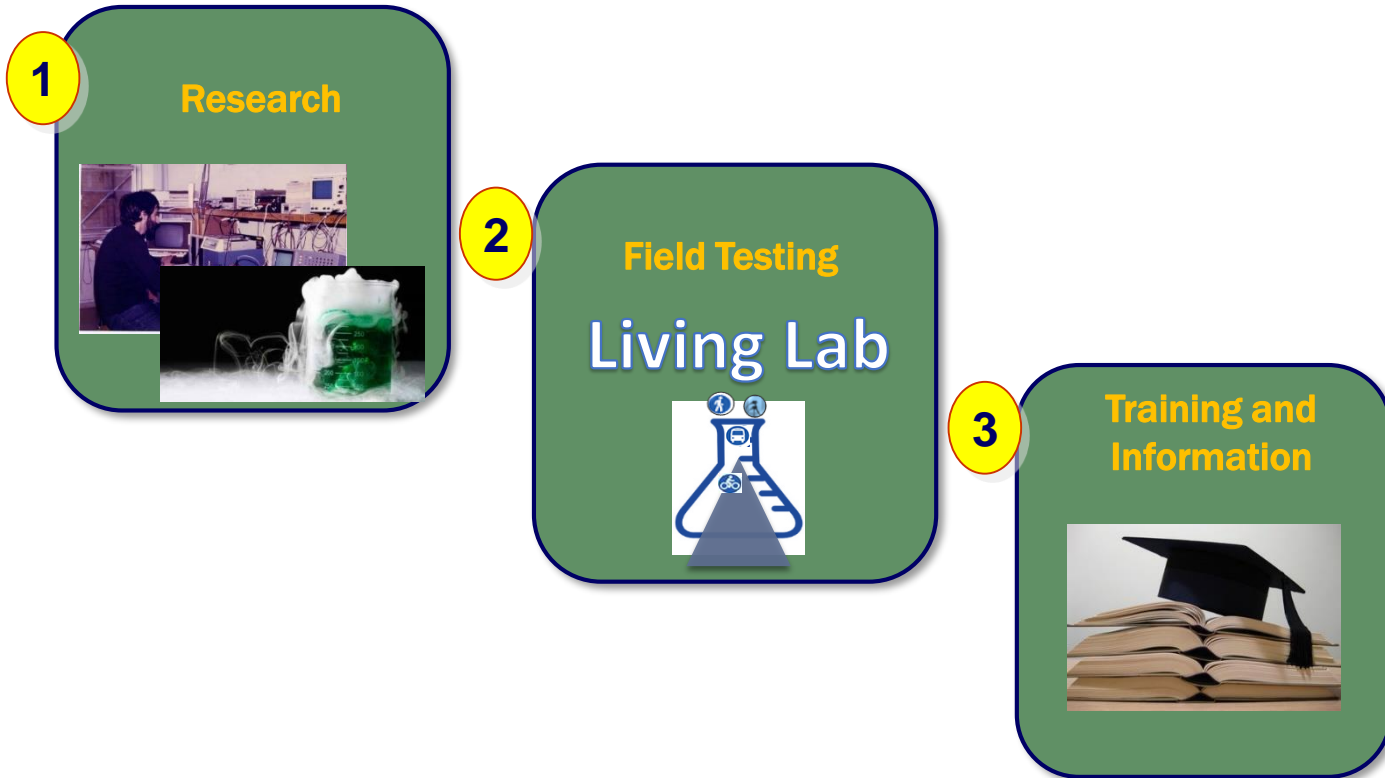 1
Research
2
Field Testing
Living Lab
3
Training and
Information